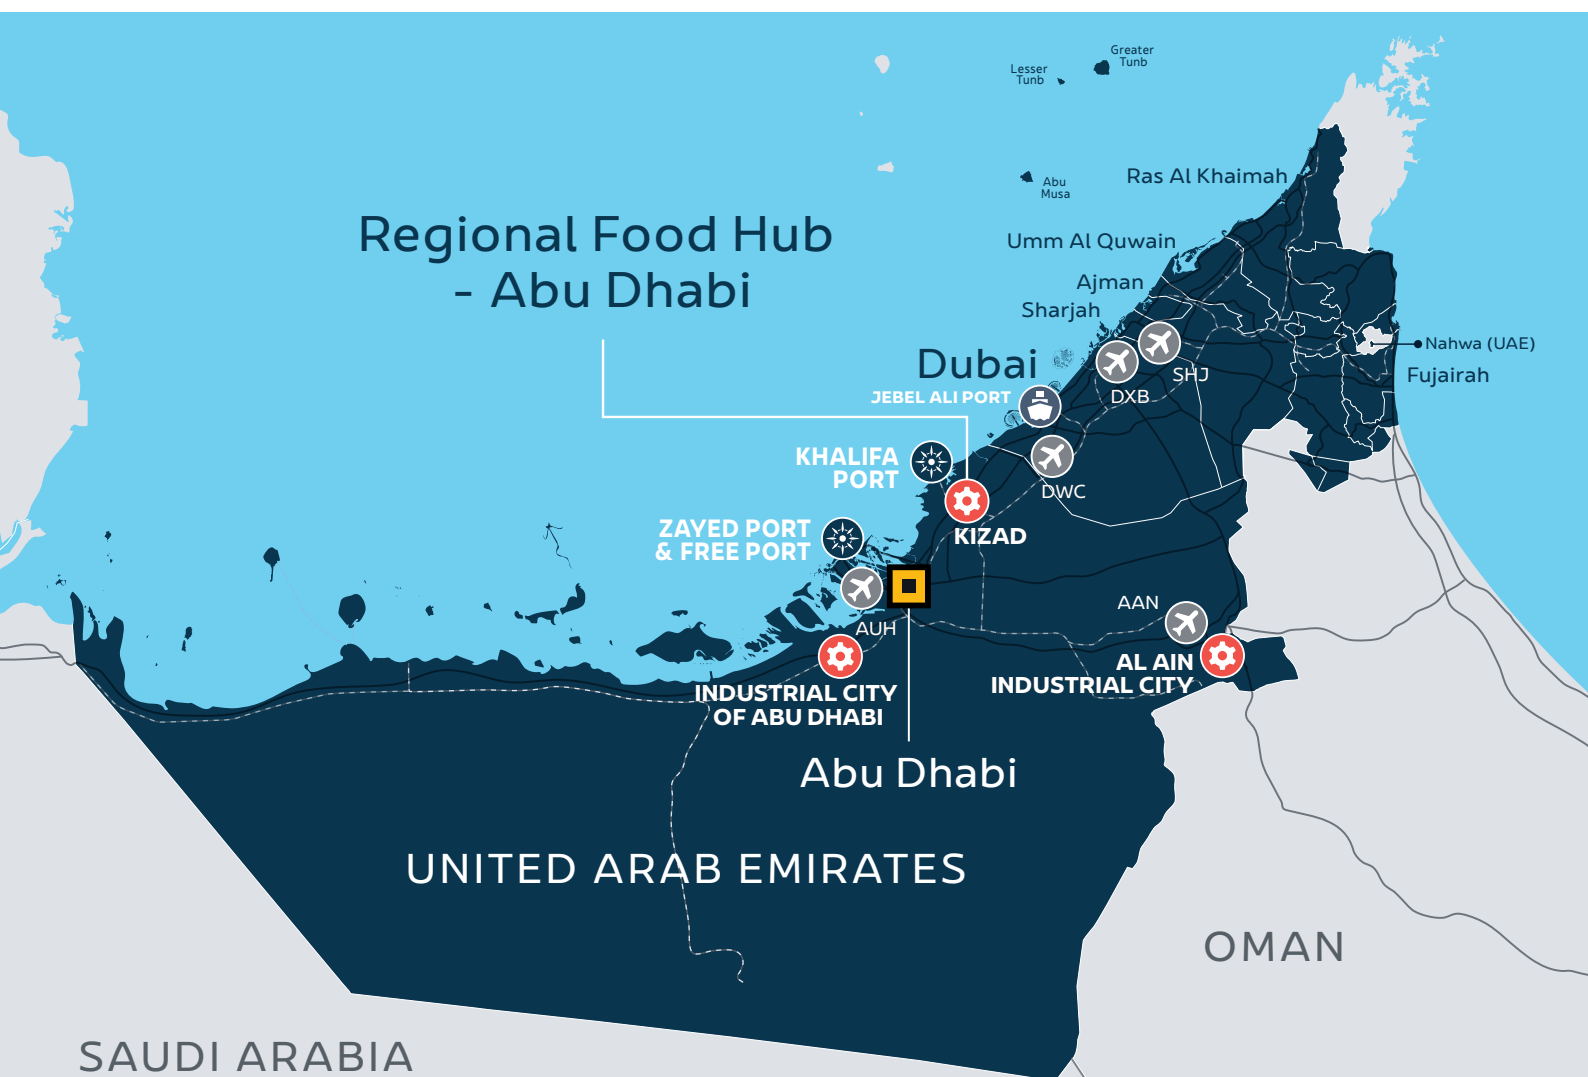 Greater
Tunb
Lesser
Tunb
Abu
Musa
Ras Al Khaimah
Regional Food Hub
- Abu Dhabi
Umm Al Quwain
Ajman
Sharjah
Nahwa (UAE)
Dubai
SHJ
Fujairah
JEBEL ALI PORT
DXB
KHALIFA
PORT
DWC
ZAYED PORT
& FREE PORT
KIZAD
AAN
AUH
AL AIN
INDUSTRIAL CITY
INDUSTRIAL CITY
OF ABU DHABI
Abu Dhabi
UNITED ARAB EMIRATES
OMAN
SAUDI ARABIA